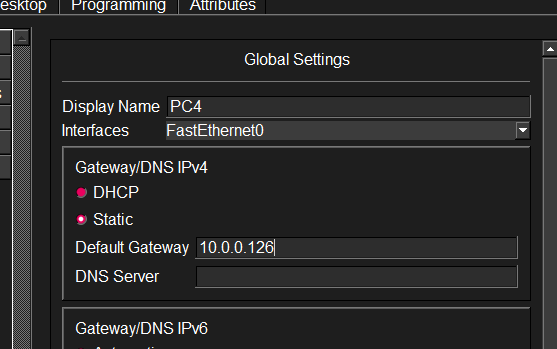 Programming Attributes
Global Settings
Display Name PC4
Interfaces FastEthernet0
Gateway/DNS IPv4
DHCP
Static
Default Gateway 10.0.0.126
DNS Server
Gateway/DNS IPv6